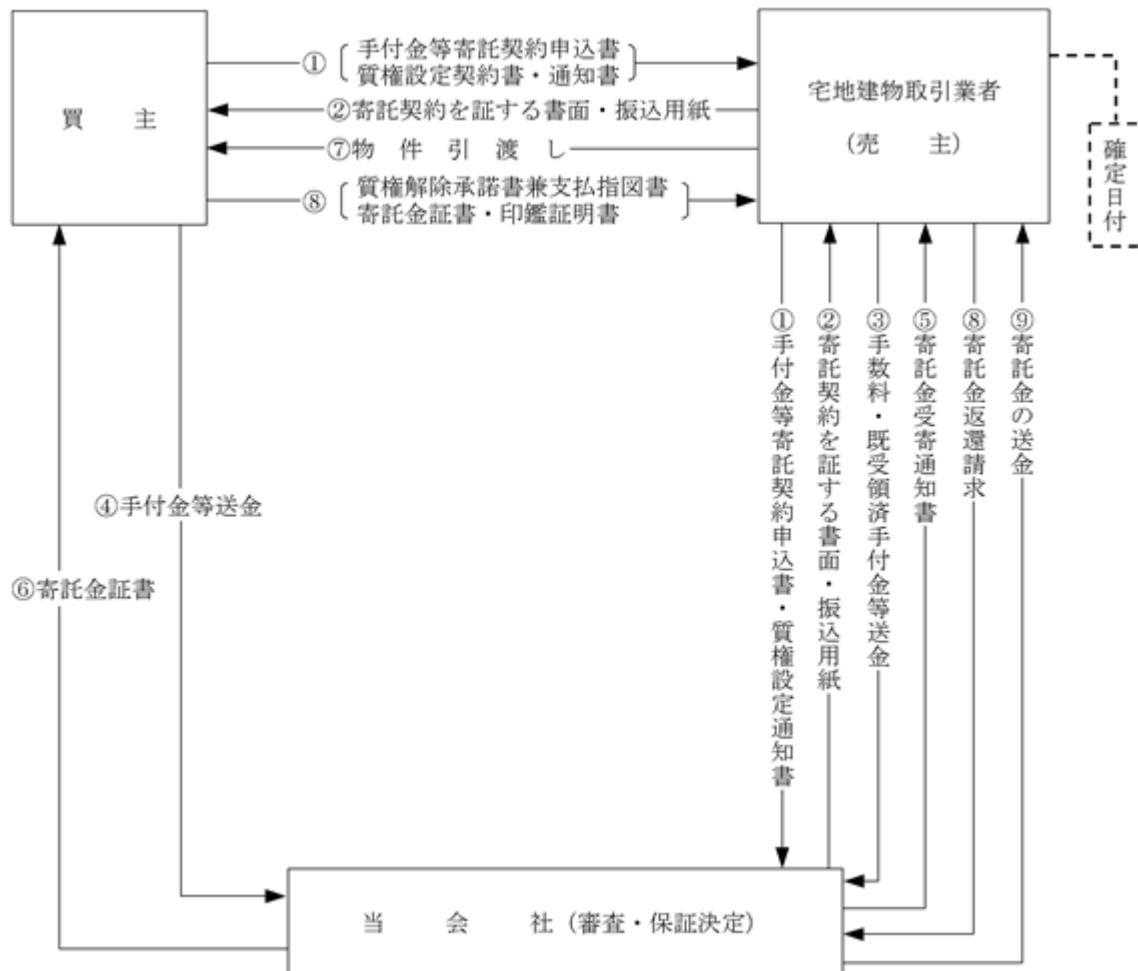 ① 手付金等寄託契約申込書
質権設定契約書・通知書
②寄託契約を証する書面・振込用紙
⑦物件引渡し
⑧ 質権解除承諾書兼支払指図書
寄託金証書・印鑑証明書
買主
宅地建物取引業者
(売主)
確定日付
①手付金等寄託契約申込書・質権設定通知書
②寄託契約を証する書面・振込用紙
③手数料・既受領済手付金等送金
⑤寄託金受寄通知書
⑧寄託金返還請求
⑨寄託金の送金
④手付金等送金
⑥寄託金証書
当会社(審査・保証決定)